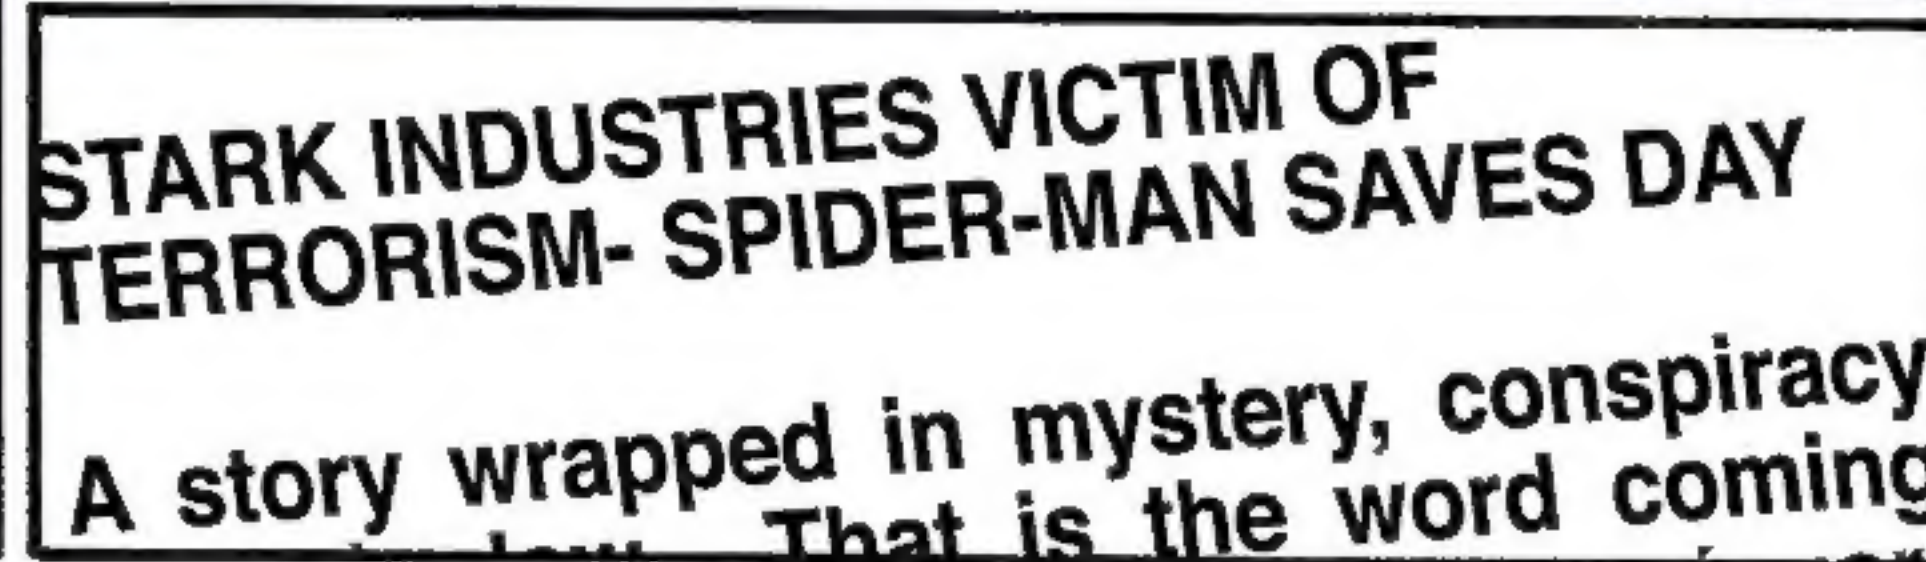 STARK INDUSTRIES VICTIM OF
TERRORISM- SPIDER-MAN SAVES DAY
A story wrapped in mystery, conspiracy
That is the word coming